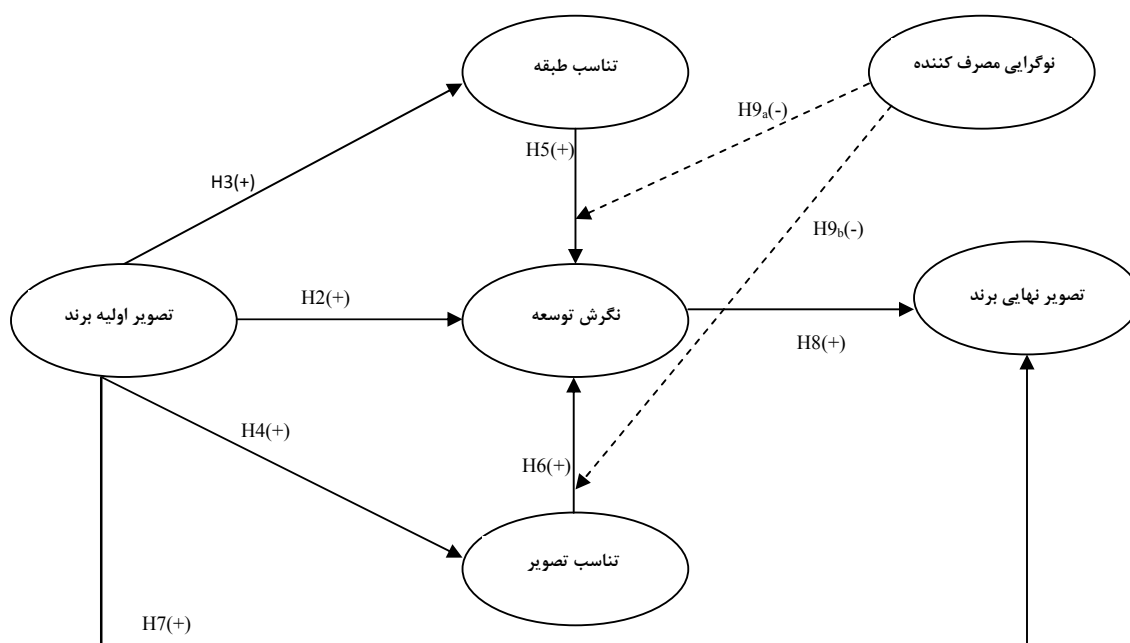 تناسب طبقه
نوگرایی مصرف کننده
H9a(-)
H5(+)
H3(+)
H9b(-)
تصویر اولیه برند
H2(+)
نگرش توسعه
تصویر نهایی برند
H8(+)
H4(+)
H6(+)
تناسب تصویر
H7(+)